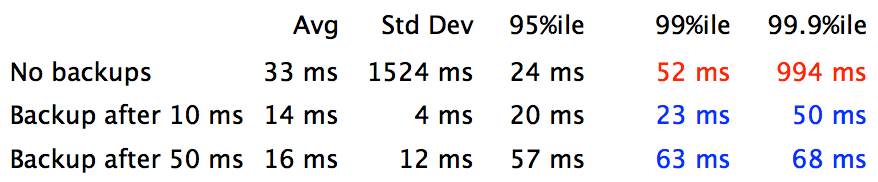 Avg Std Dev 95%ile 99%ile 99.9%ile
No backups 33 ms 1524 ms 24 ms 52 ms 994 ms
Backup after 10 ms 14 ms 4 ms 20 ms 23 ms 50 ms
Backup after 50 ms 16 ms 12 ms 57 ms 63 ms 68 ms